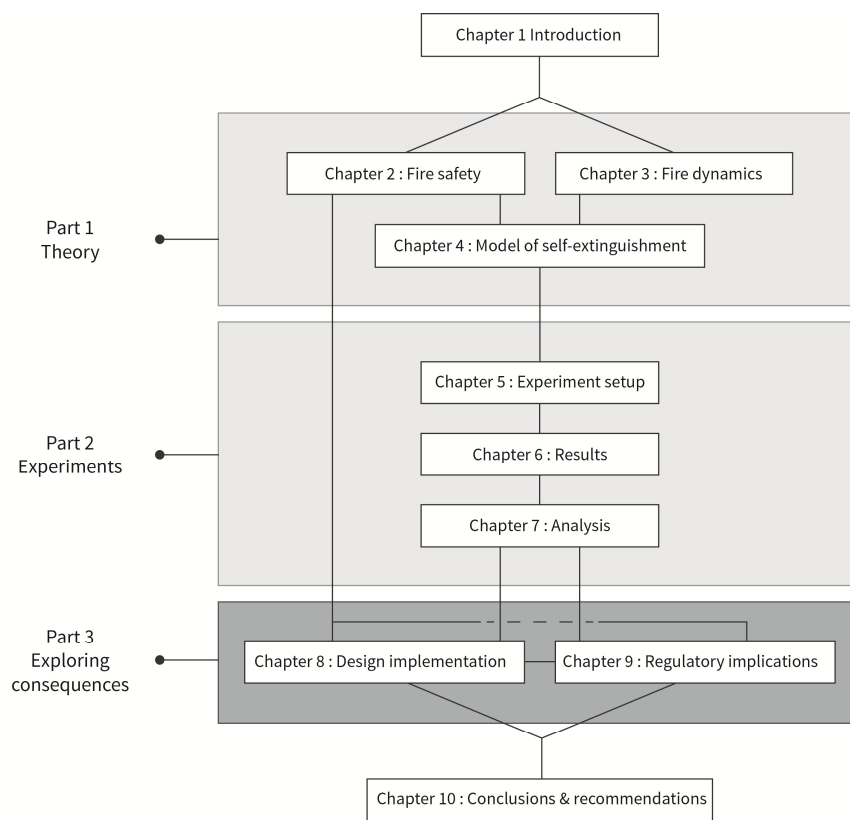 Chapter 1 Introduction
Chapter 2 : Fire safety
Chapter 3 : Fire dynamics
Part 1
Theory
Chapter 4 : Model of self-extinguishment
Chapter 5 : Experiment setup
Part 2
Experiments
Chapter 6 : Results
Chapter 7 : Analysis
Part 3
Exploring
consequences
Chapter 8 : Design implementation
Chapter 9 : Regulatory implications
Chapter 10 : Conclusions & recommendations